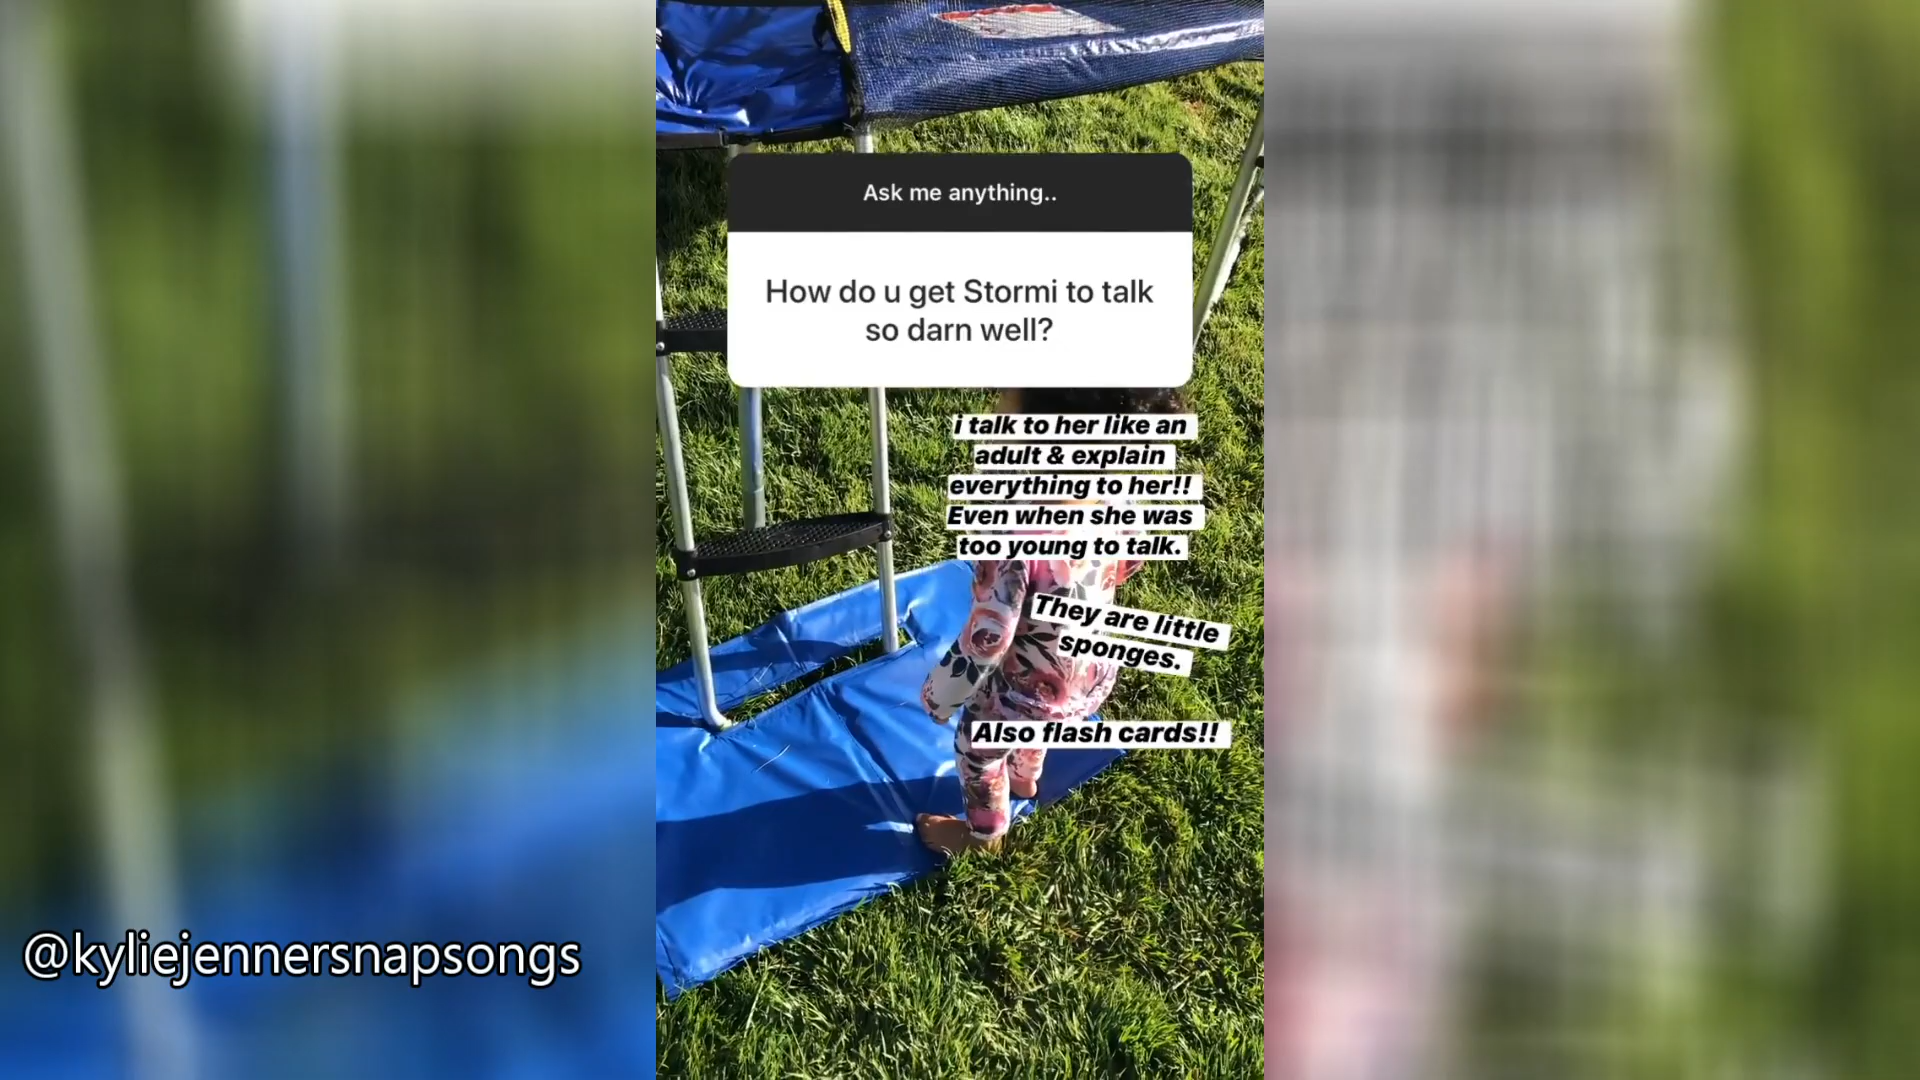 Ask me anything..
How do u get Stormi to talk
so darn well?
i talk to her like an
adult & explain
everything to her!!
Even when she was
too young to talk.
They are little
sponges.
Also flash cards!!
@kyliejennersnapsongs